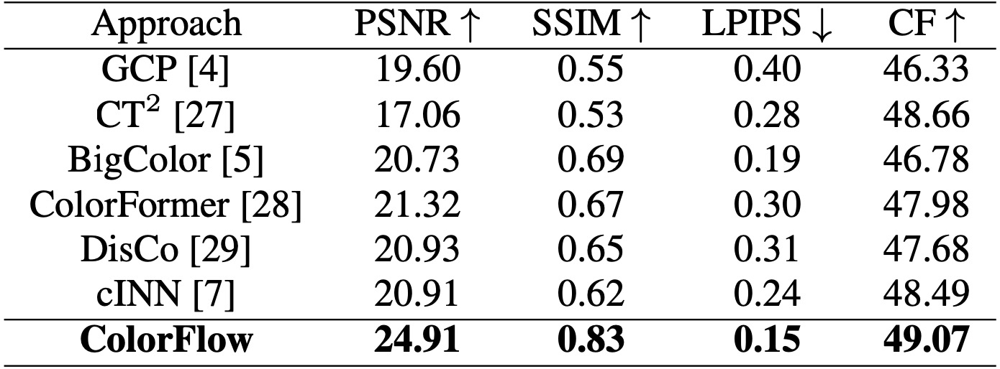 Approach PSNR ↑ SSIM ↑ LPIPS ↓ CF ↑
GCP [4] 19.60 0.55 0.40 46.33
CT² [27] 17.06 0.53 0.28 48.66
BigColor [5] 20.73 0.69 0.19 46.78
ColorFormer [28] 21.32 0.67 0.30 47.98
DisCo [29] 20.93 0.65 0.31 47.68
cINN [7] 20.91 0.62 0.24 48.49
ColorFlow 24.91 0.83 0.15 49.07